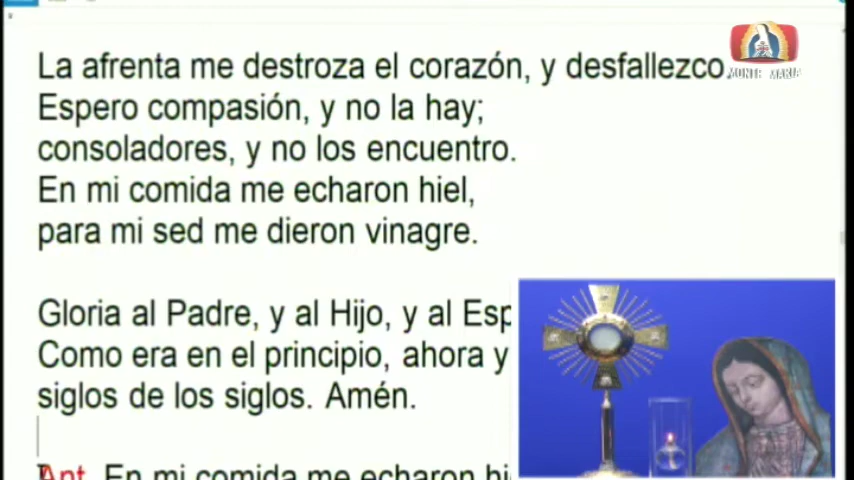 MONTE MARIA
La afrenta me destroza el corazón, y desfallezco.
Espero compasión, y no la hay;
consoladores, y no los encuentro.
En mi comida me echaron hiel,
para mi sed me dieron vinagre.
Gloria al Padre, y al Hijo, y al Esp
Como era en el principio, ahora y
siglos de los siglos. Amén.
Ant. En mi comida me echaron hi